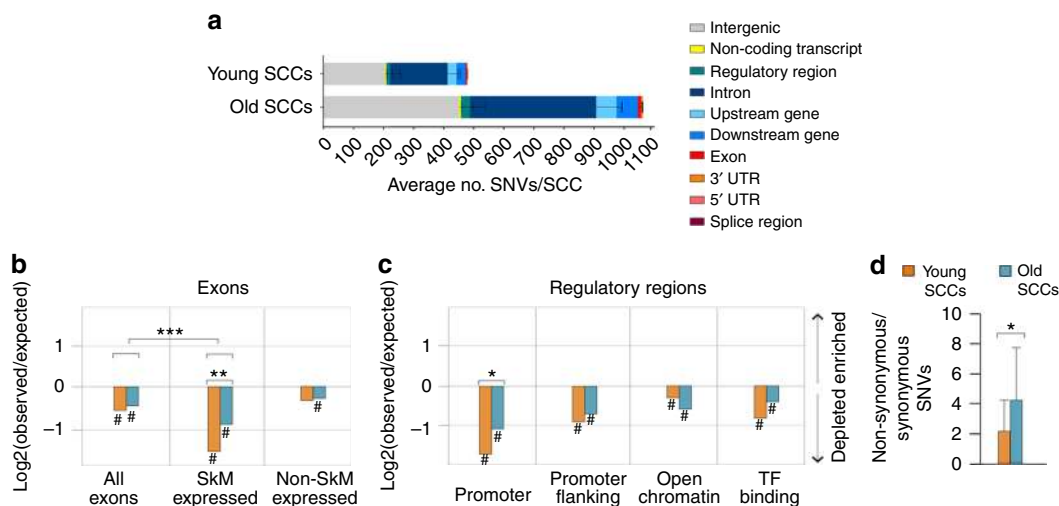 a
Young SCCs
Old SCCs
0 100 200 300 400 500 600 700 800 900 1000 1100
Average no. SNVs/SCC
Intergenic
Non-coding transcript
Regulatory region
Intron
Upstream gene
Downstream gene
Exon
3′ UTR
5′ UTR
Splice region
b
Exons
Log2(observed/expected)
1
0
−1
***
**
# # # # #
All exons
SkM expressed
Non-SkM expressed
c
Regulatory regions
Log2(observed/expected)
1
0
−1
*
# # # # # # # #
Promoter
Promoter flanking
Open chromatin
TF binding
Depleted enriched
d
Young SCCs
Old SCCs
Non-synonymous/
synonymous
SNVs
10
8
6
4
2
0
*